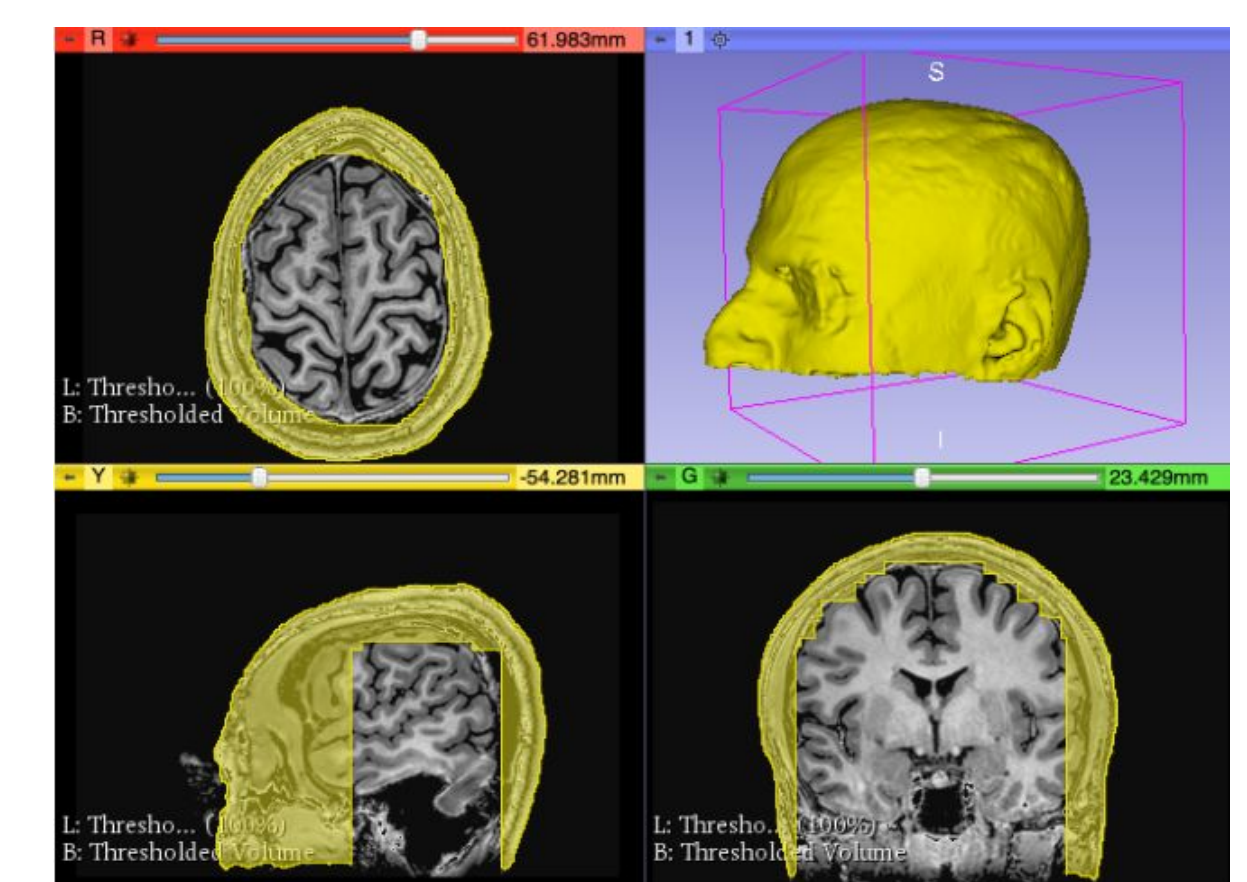 R 61.983mm
1
S
L: Thresho... (100%)
B: Thresholded Volume
I
Y -54.281mm
G 23.429mm
L: Thresho... (100%)
B: Thresholded Volume
L: Thresho... (100%)
B: Thresholded Volume